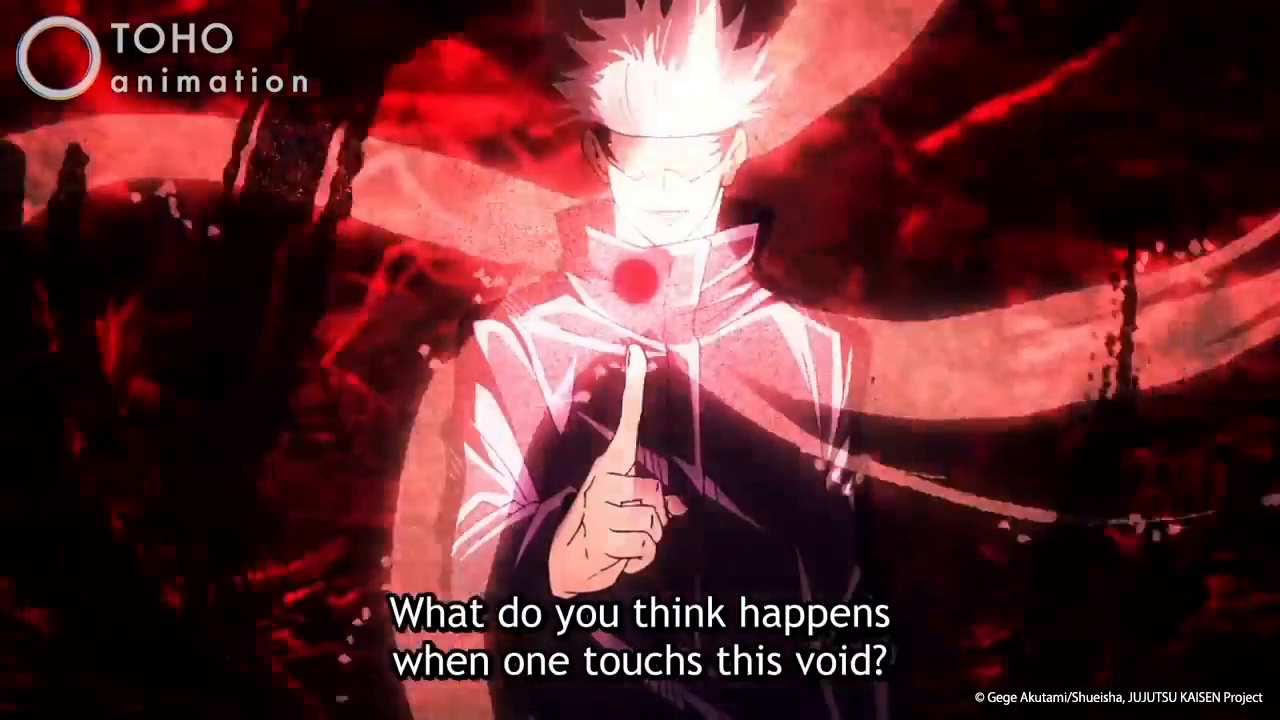 TOHO
animation
What do you think happens
when one touchs this void?
© Gege Akutami/Shueisha, JUJUTSU KAISEN Project